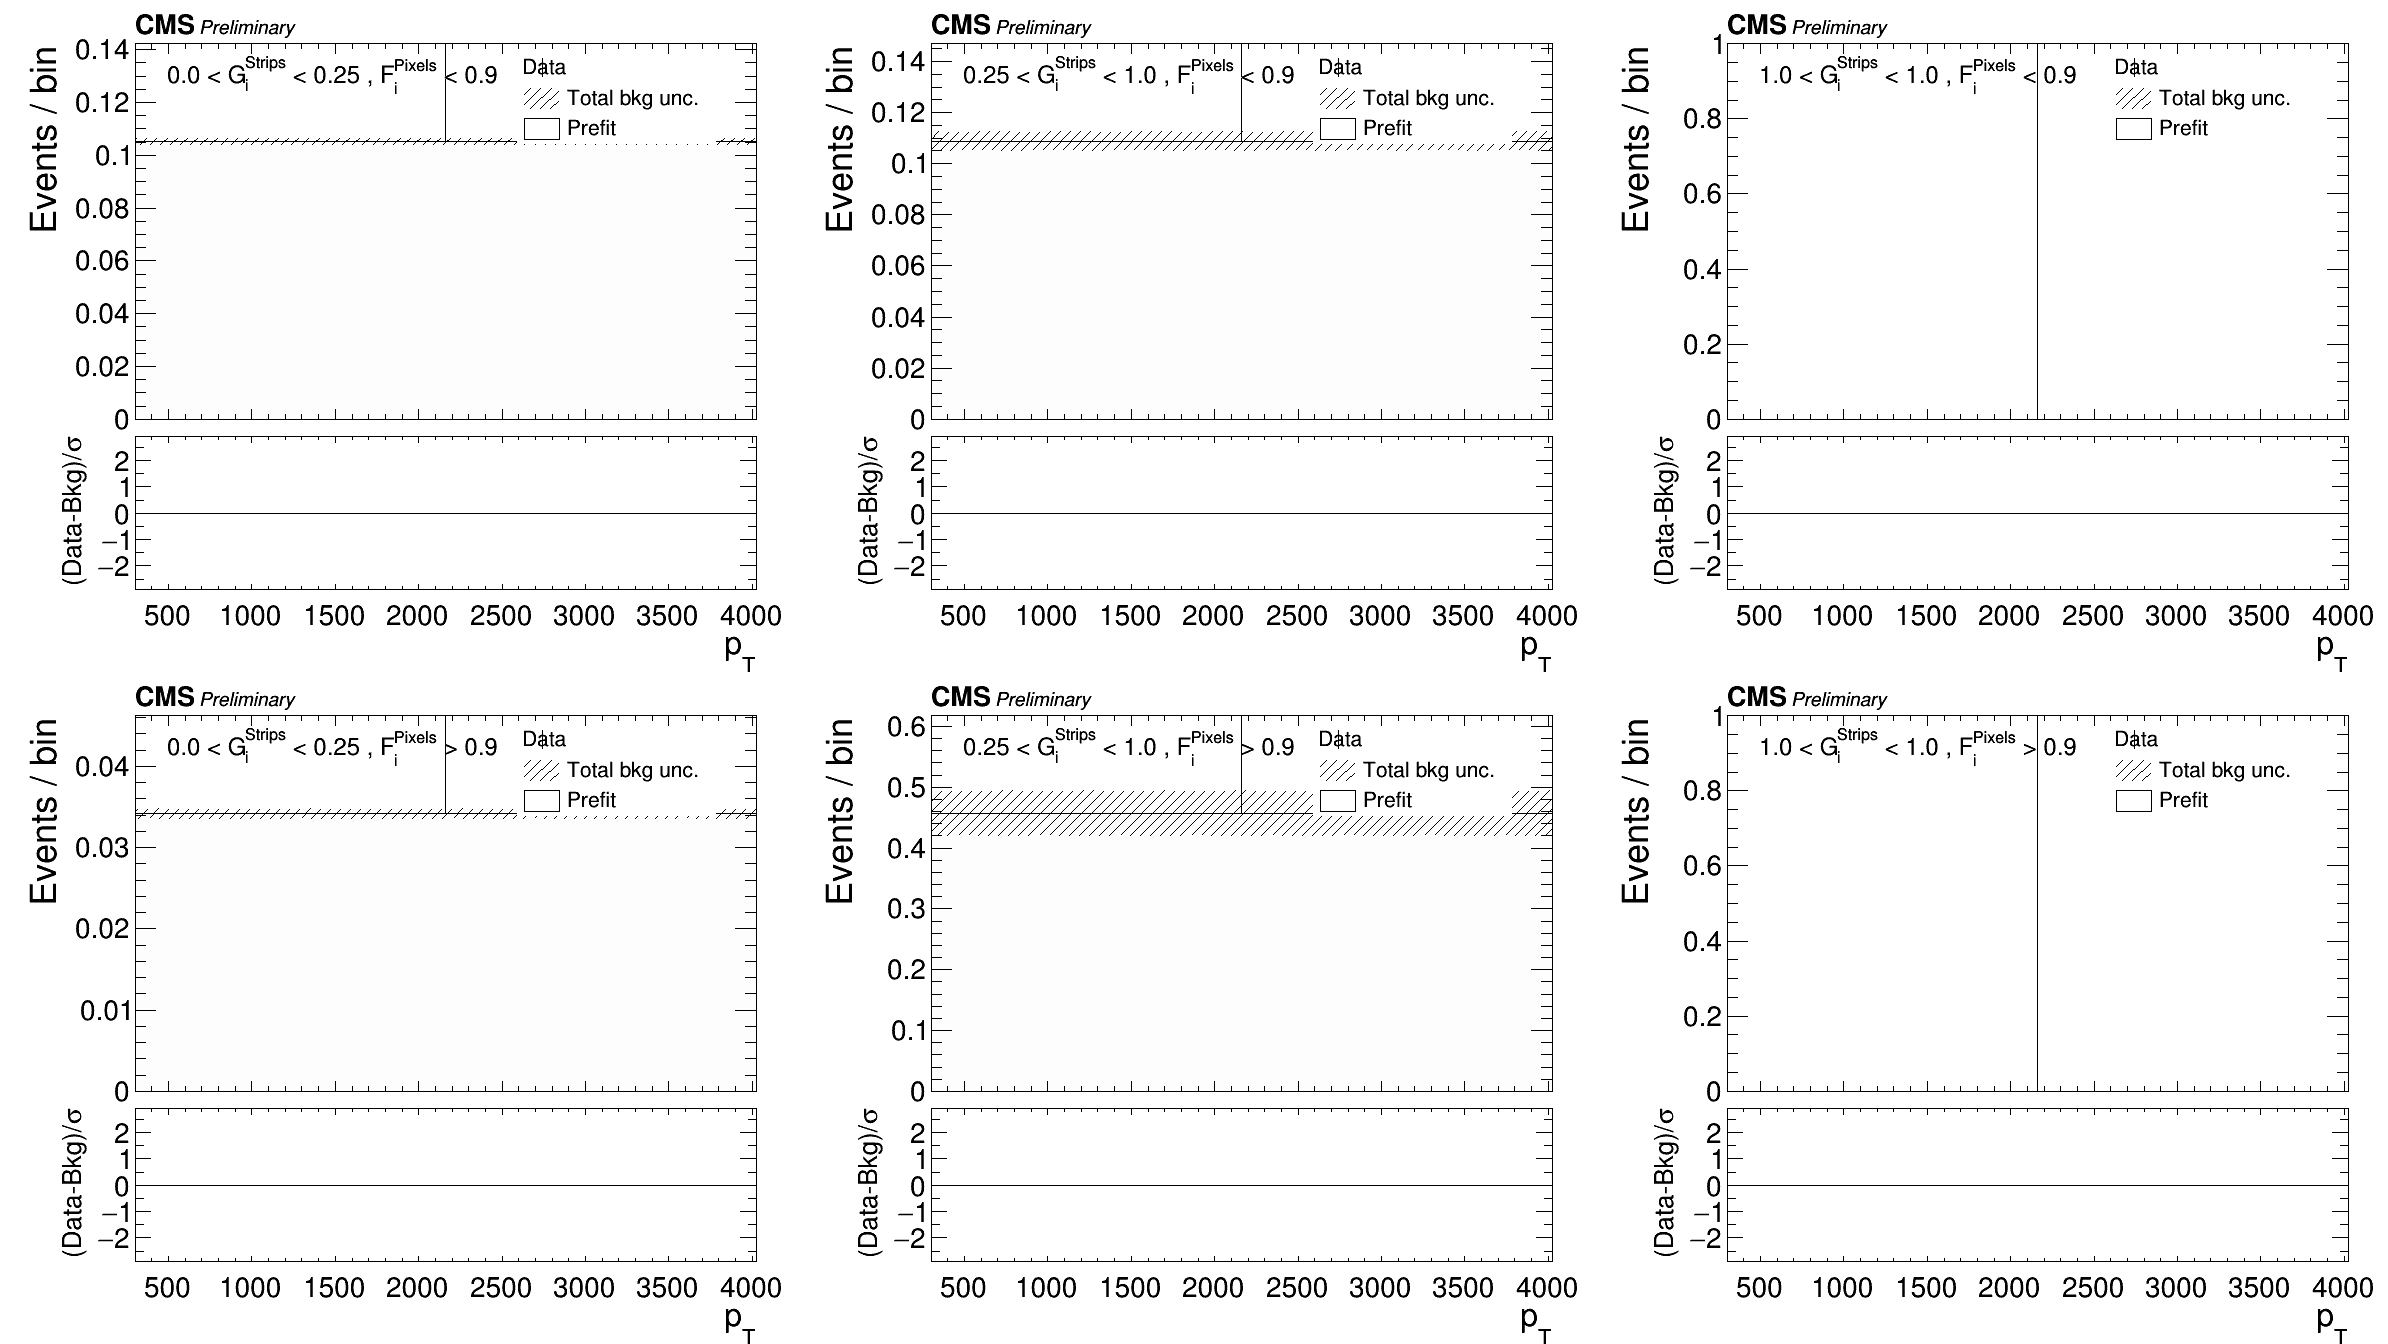 CMS Preliminary
Events / bin
0.0 < G_i^Strips < 0.25 , F_i^Pixels < 0.9
Data
Total bkg unc.
Prefit
0.14
0.12
0.1
0.08
0.06
0.04
0.02
0
(Data-Bkg)/σ
2
1
0
−1
−2
500 1000 1500 2000 2500 3000 3500 4000
p_T
CMS Preliminary
Events / bin
0.25 < G_i^Strips < 1.0 , F_i^Pixels < 0.9
Data
Total bkg unc.
Prefit
0.14
0.12
0.1
0.08
0.06
0.04
0.02
0
(Data-Bkg)/σ
2
1
0
−1
−2
500 1000 1500 2000 2500 3000 3500 4000
p_T
CMS Preliminary
Events / bin
1.0 < G_i^Strips < 1.0 , F_i^Pixels < 0.9
Data
Total bkg unc.
Prefit
1
0.8
0.6
0.4
0.2
0
(Data-Bkg)/σ
2
1
0
−1
−2
500 1000 1500 2000 2500 3000 3500 4000
p_T
CMS Preliminary
Events / bin
0.0 < G_i^Strips < 0.25 , F_i^Pixels > 0.9
Data
Total bkg unc.
Prefit
0.04
0.03
0.02
0.01
0
(Data-Bkg)/σ
2
1
0
−1
−2
500 1000 1500 2000 2500 3000 3500 4000
p_T
CMS Preliminary
Events / bin
0.25 < G_i^Strips < 1.0 , F_i^Pixels > 0.9
Data
Total bkg unc.
Prefit
0.6
0.5
0.4
0.3
0.2
0.1
0
(Data-Bkg)/σ
2
1
0
−1
−2
500 1000 1500 2000 2500 3000 3500 4000
p_T
CMS Preliminary
Events / bin
1.0 < G_i^Strips < 1.0 , F_i^Pixels > 0.9
Data
Total bkg unc.
Prefit
1
0.8
0.6
0.4
0.2
0
(Data-Bkg)/σ
2
1
0
−1
−2
500 1000 1500 2000 2500 3000 3500 4000
p_T